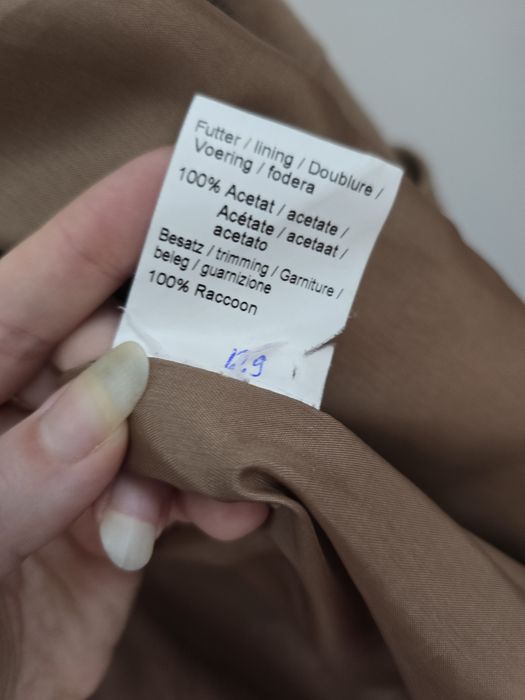 Futter / lining / Doublure /
Voering / fodera
100% Acetat / acetate /
Acétate / acetaat /
acetato
Besatz / trimming / Garniture /
beleg / guarnizione
100% Raccoon